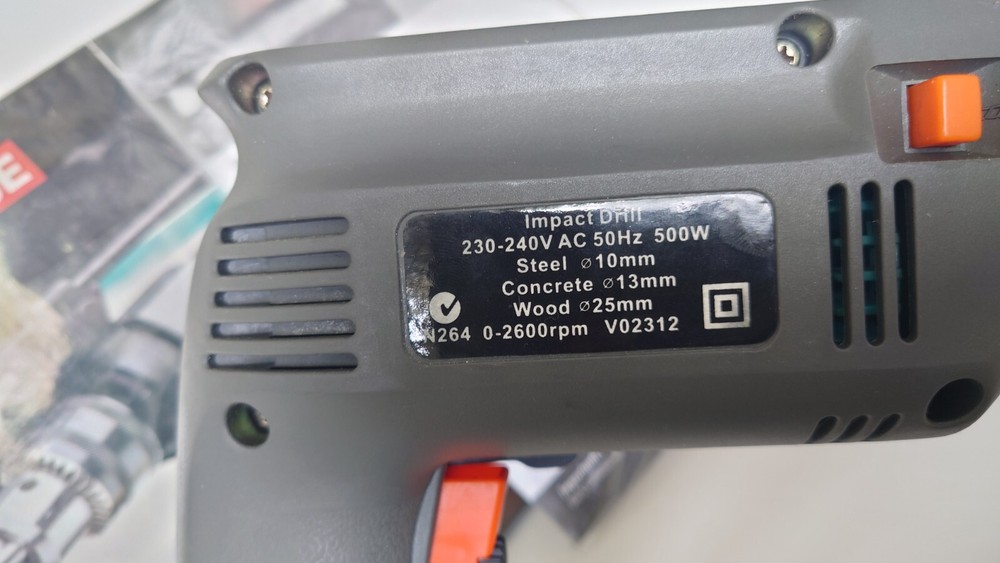 Impact Drill
230-240V AC 50Hz 500W
Steel ⌀10mm
Concrete ⌀13mm
Wood ⌀25mm
N264 0-2600rpm V02312